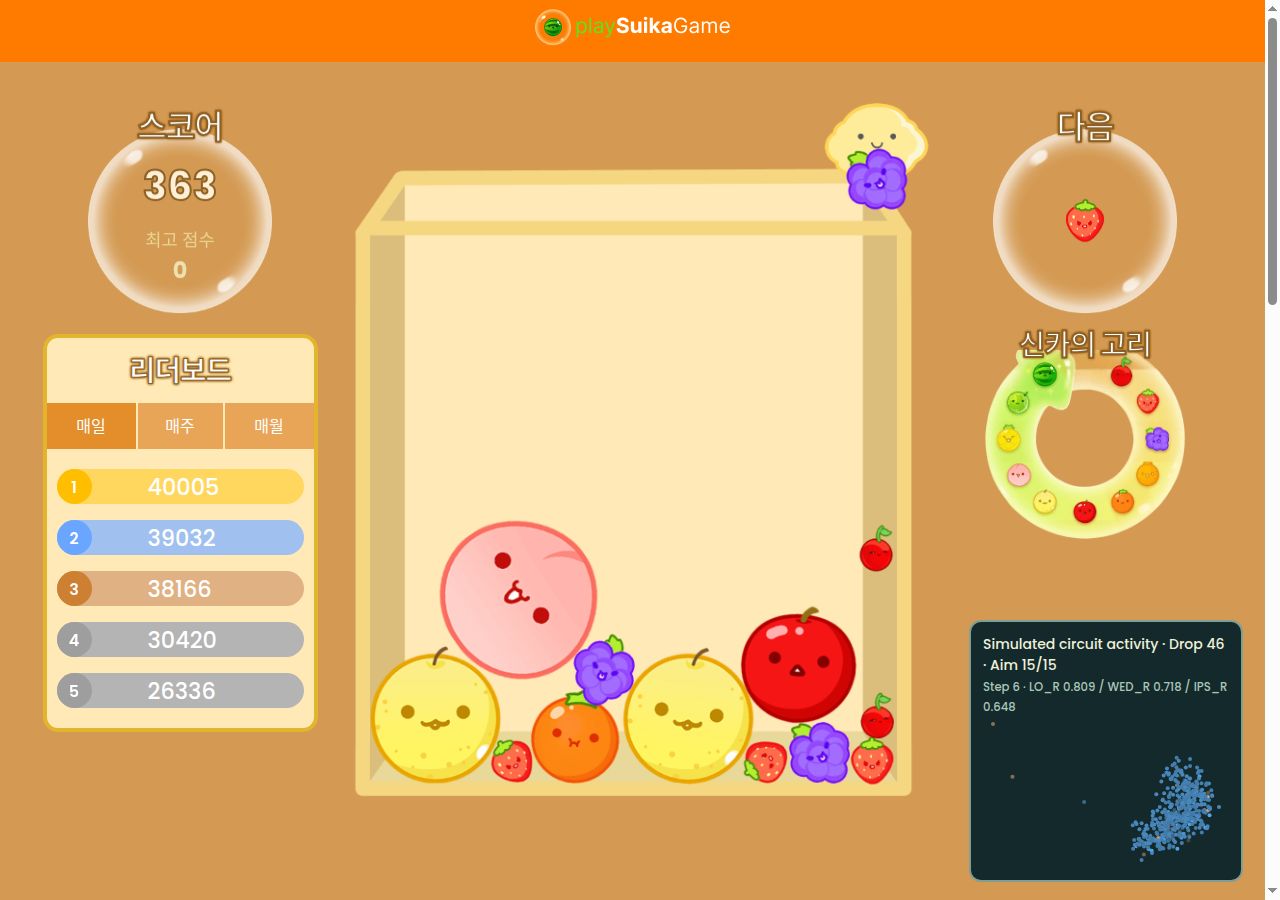 playSuikaGame
스코어
363
최고 점수
0
리더보드
매일 매주 매월
1 40005
2 39032
3 38166
4 30420
5 26336
다음
신카의 고리
Simulated circuit activity · Drop 46
· Aim 15/15
Step 6 · LO_R 0.809 / WED_R 0.718 / IPS_R
0.648